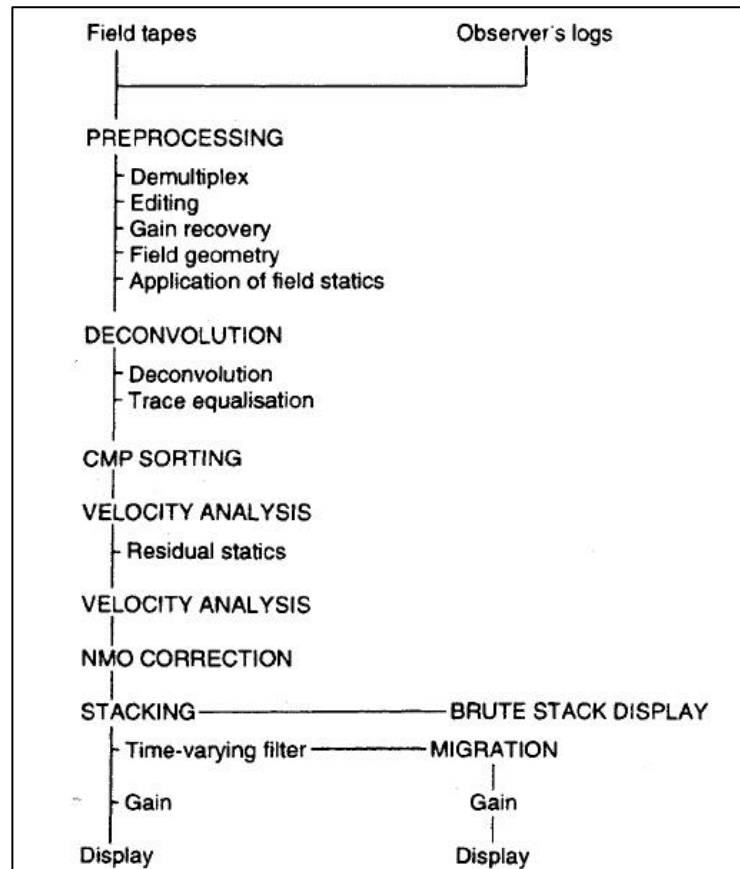 Field tapes Observer's logs
PREPROCESSING
Demultiplex
Editing
Gain recovery
Field geometry
Application of field statics
DECONVOLUTION
Deconvolution
Trace equalisation
CMP SORTING
VELOCITY ANALYSIS
Residual statics
VELOCITY ANALYSIS
NMO CORRECTION
STACKING BRUTE STACK DISPLAY
Time-varying filter MIGRATION
Gain Gain
Display Display